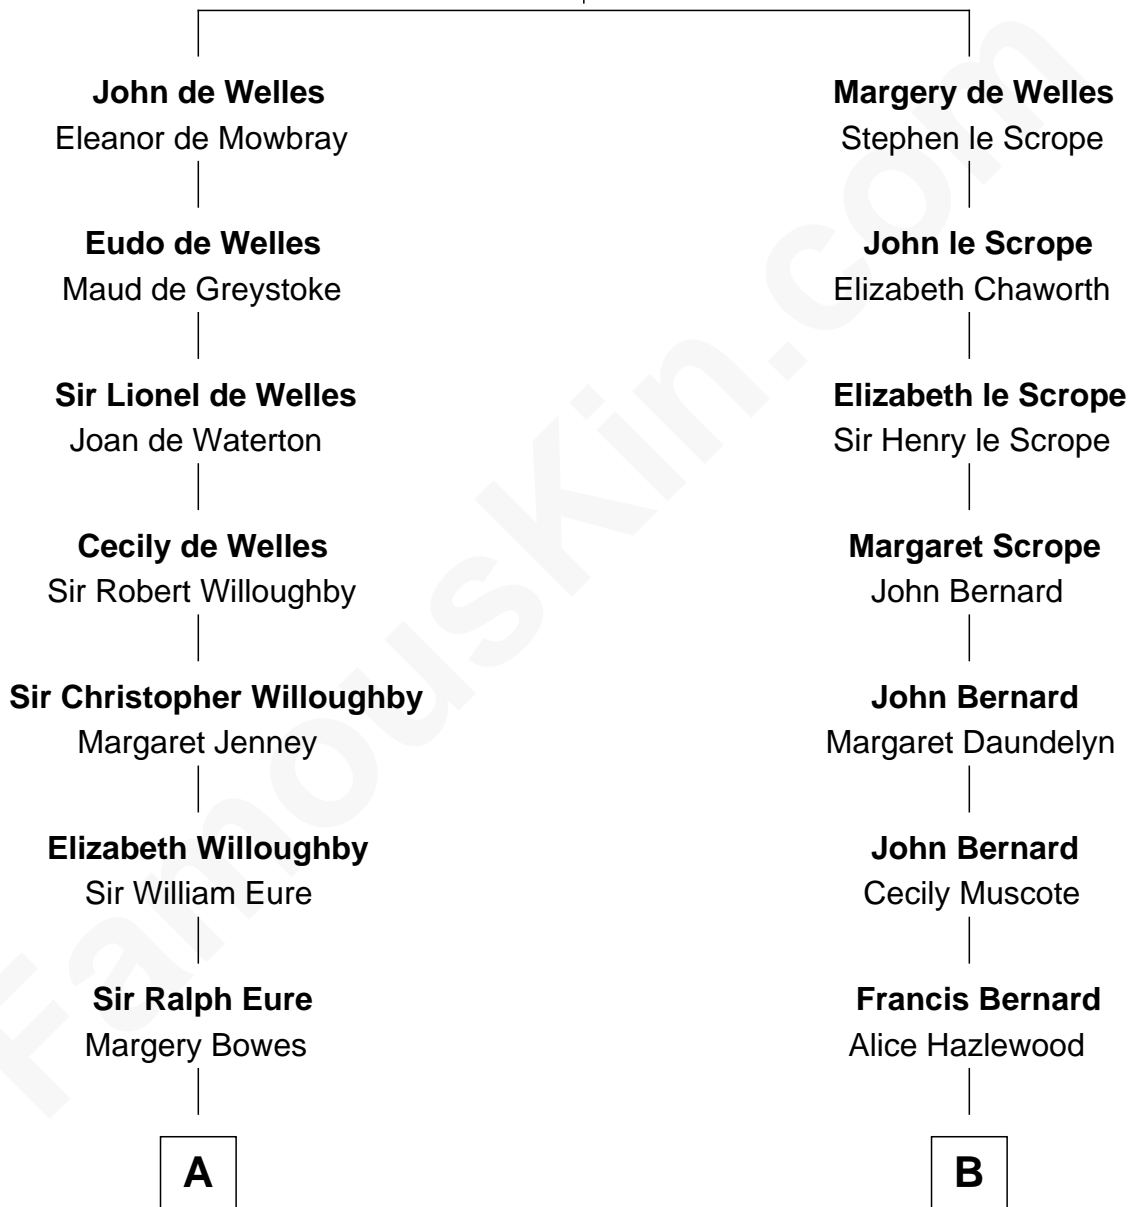 John de Welles
Eleanor de Mowbray
Eudo de Welles
Maud de Greystoke
Sir Lionel de Welles
Joan de Waterton
Cecily de Welles
Sir Robert Willoughby
Sir Christopher Willoughby
Margaret Jenney
Elizabeth Willoughby
Sir William Eure
Sir Ralph Eure
Margery Bowes
A
Margery de Welles
Stephen le Scrope
John le Scrope
Elizabeth Chaworth
Elizabeth le Scrope
Sir Henry le Scrope
Margaret Scrope
John Bernard
John Bernard
Margaret Daundelyn
John Bernard
Cecily Muscote
Francis Bernard
Alice Hazlewood
B
FamousKin.com